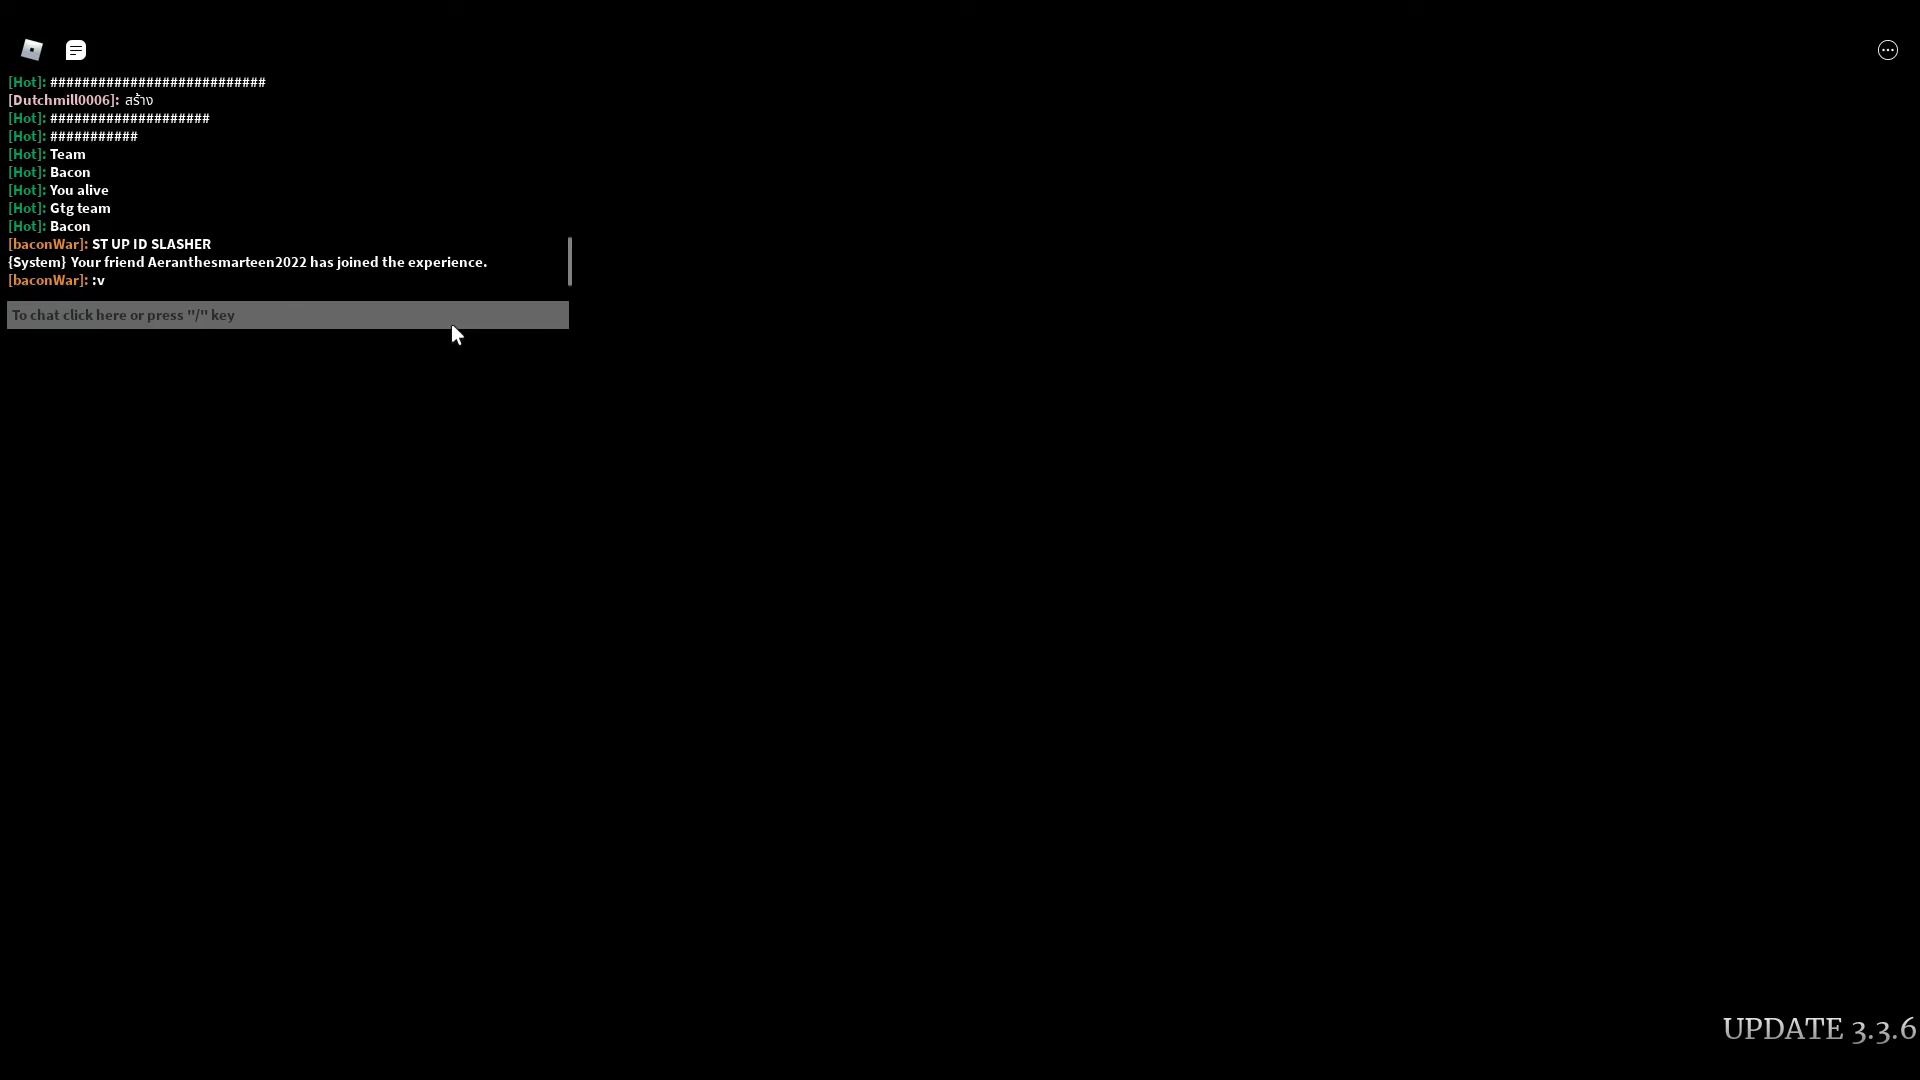 [Hot]: ###########################
[Dutchmill0006]: สร้าง
[Hot]: ####################
[Hot]: ###########
[Hot]: Team
[Hot]: Bacon
[Hot]: You alive
[Hot]: Gtg team
[Hot]: Bacon
[baconWar]: ST UP ID SLASHER
{System} Your friend Aeranthesmarteen2022 has joined the experience.
[baconWar]: :v
To chat click here or press "/" key
UPDATE 3.3.6